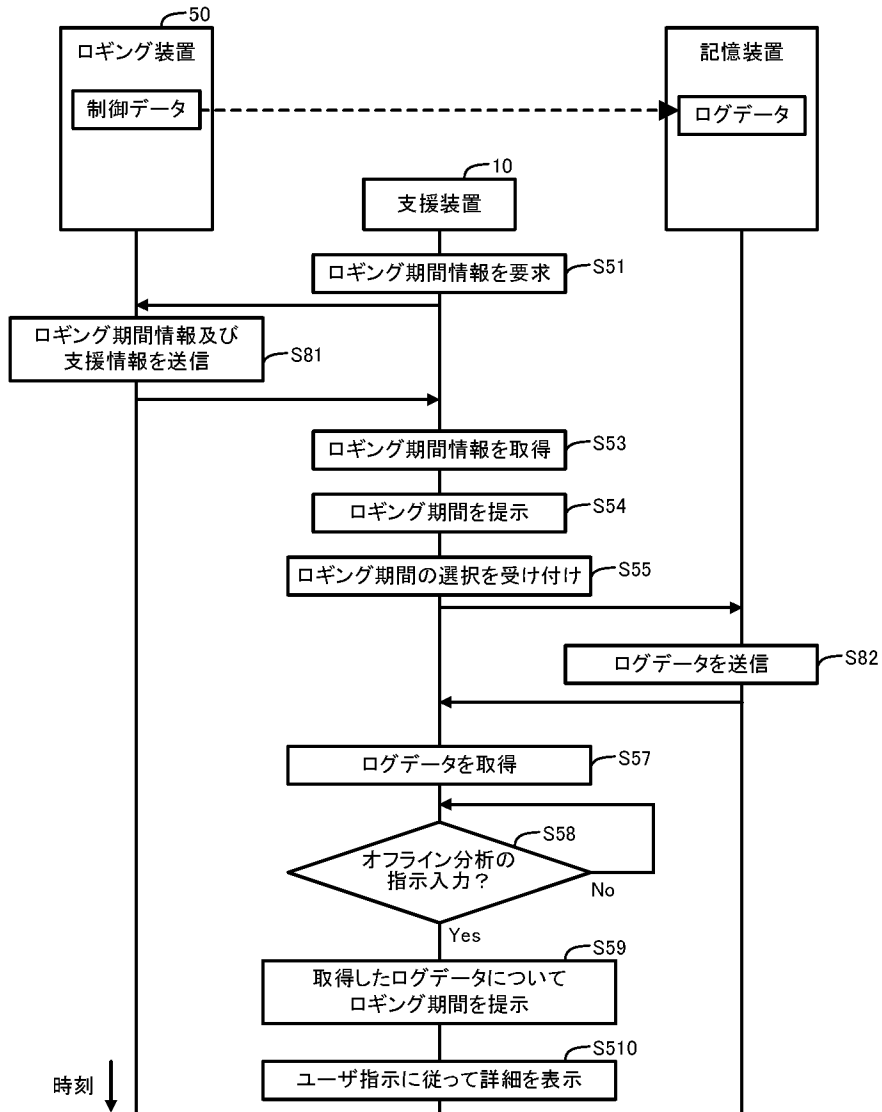 50
ロギング装置
記憶装置
制御データ
ログデータ
10
支援装置
ロギング期間情報を要求
S51
ロギング期間情報及び
支援情報を送信
S81
ロギング期間情報を取得
S53
ロギング期間を提示
S54
ロギング期間の選択を受け付け
S55
ログデータを送信
S82
ログデータを取得
S57
S58
オフライン分析の
指示入力?
No
Yes
S59
取得したログデータについて
ロギング期間を提示
S510
ユーザ指示に従って詳細を表示
時刻